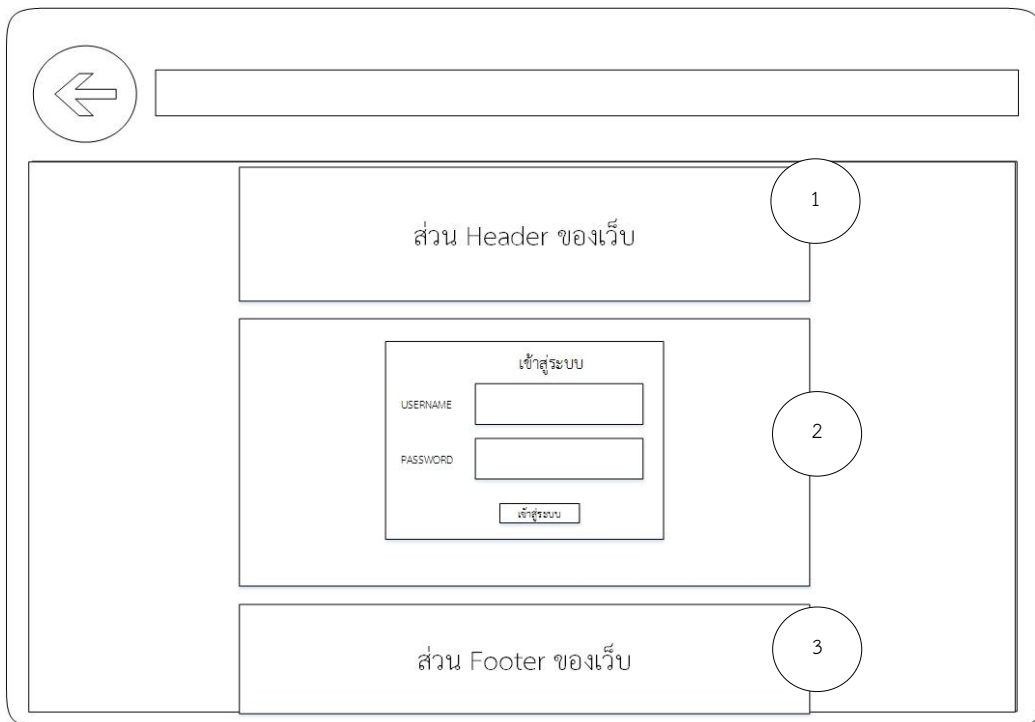 1
ส่วน Header ของเว็บ
เข้าสู่ระบบ
USERNAME
2
PASSWORD
เข้าสู่ระบบ
3
ส่วน Footer ของเว็บ